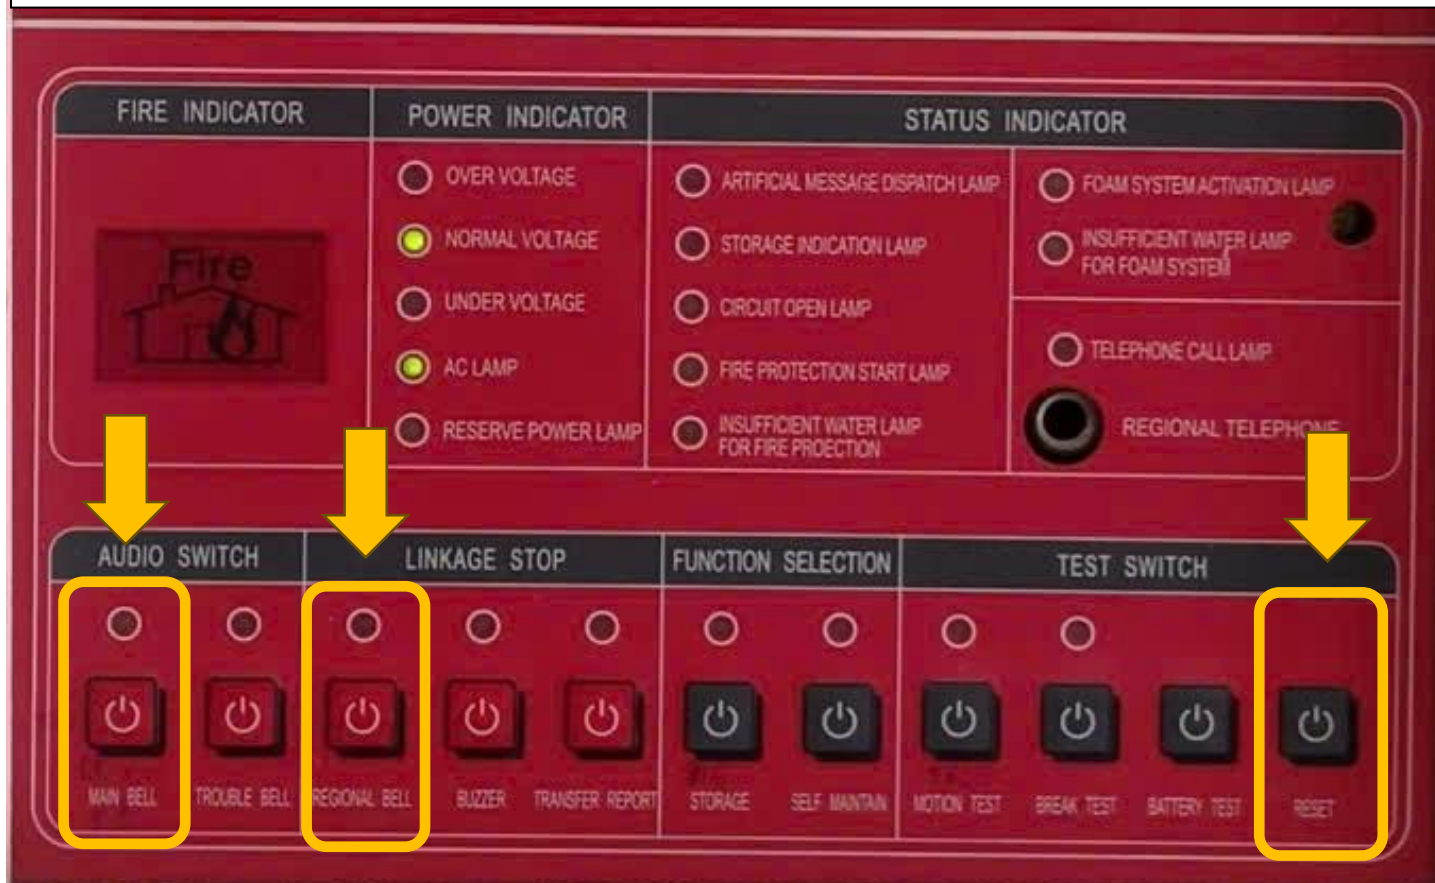 FIRE INDICATOR
POWER INDICATOR
STATUS INDICATOR
Fire
OVER VOLTAGE
NORMAL VOLTAGE
UNDER VOLTAGE
AC LAMP
RESERVE POWER LAMP
ARTIFICIAL MESSAGE DISPATCH LAMP
STORAGE INDICATION LAMP
CIRCUIT OPEN LAMP
FIRE PROTECTION START LAMP
INSUFFICIENT WATER LAMP
FOR FIRE PROECTION
FOAM SYSTEM ACTIVATION LAMP
INSUFFICIENT WATER LAMP
FOR FOAM SYSTEM
TELEPHONE CALL LAMP
REGIONAL TELEPHONE
AUDIO SWITCH
LINKAGE STOP
FUNCTION SELECTION
TEST SWITCH
MAIN BELL
TROUBLE BELL
REGIONAL BELL
BUZZER
TRANSFER REPORT
STORAGE
SELF MAINTAIN
MOTION TEST
BREAK TEST
BATTERY TEST
RESET